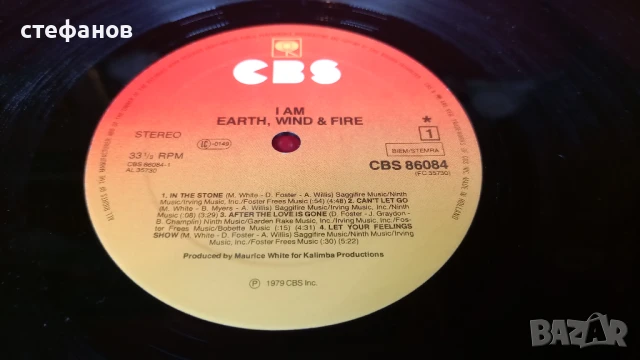 стефанов
CBS
I AM
EARTH, WIND & FIRE
STEREO
LC-0149
*
1
33⅓ RPM
BIEM/STEMRA
CBS 86084-1
AL 35730
CBS 86084
(FC 35730)
1. IN THE STONE (M. White - D. Foster - A. Willis) Saggifire Music/Ninth
Music/Irving Music, Inc./Foster Frees Music/ (:54) (4:48) 2. CAN'T LET GO
(M. White - B. Myers - A. Willis) Saggifire Music/Ninth Music/Irving Music, Inc./
(:08) (3:29) 3. AFTER THE LOVE IS GONE (D. Foster - J. Graydon -
B. Champlin) Ninth Music/Garden Rake Music, Inc./Irving Music, Inc./Fos-
ter Frees Music/Bobette Music/ (:15) (4:31) 4. LET YOUR FEELINGS
SHOW (M. White - D. Foster - A. Willis) Saggifire Music/Ninth Music/Irving
Music, Inc./Foster Frees Music/ (:30) (5:22)
Produced by Maurice White for Kalimba Productions
℗ 1979 CBS Inc.
MADE IN HOLLAND
BAZAR
.bg